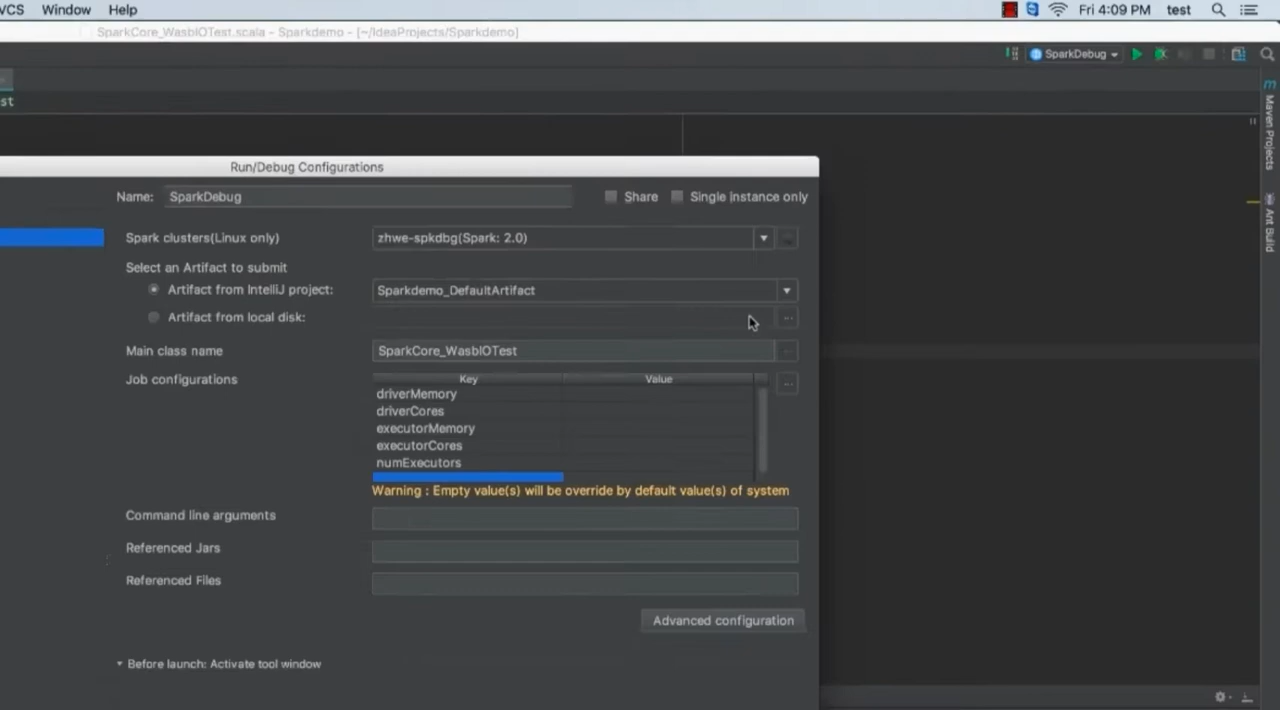 VCS Window Help Fri 4:09 PM test
SparkCore_WasbIOTest.scala - Sparkdemo - [~/IdeaProjects/Sparkdemo]
SparkDebug
st
Maven Projects
Ant Build
Run/Debug Configurations
Name: SparkDebug Share Single instance only
Spark clusters(Linux only) zhwe-spkdbg(Spark: 2.0)
Select an Artifact to submit
Artifact from IntelliJ project: Sparkdemo_DefaultArtifact
Artifact from local disk: ...
Main class name SparkCore_WasbIOTest
Job configurations Key Value ...
driverMemory
driverCores
executorMemory
executorCores
numExecutors
Warning : Empty value(s) will be override by default value(s) of system
Command line arguments
Referenced Jars
Referenced Files
Advanced configuration
Before launch: Activate tool window